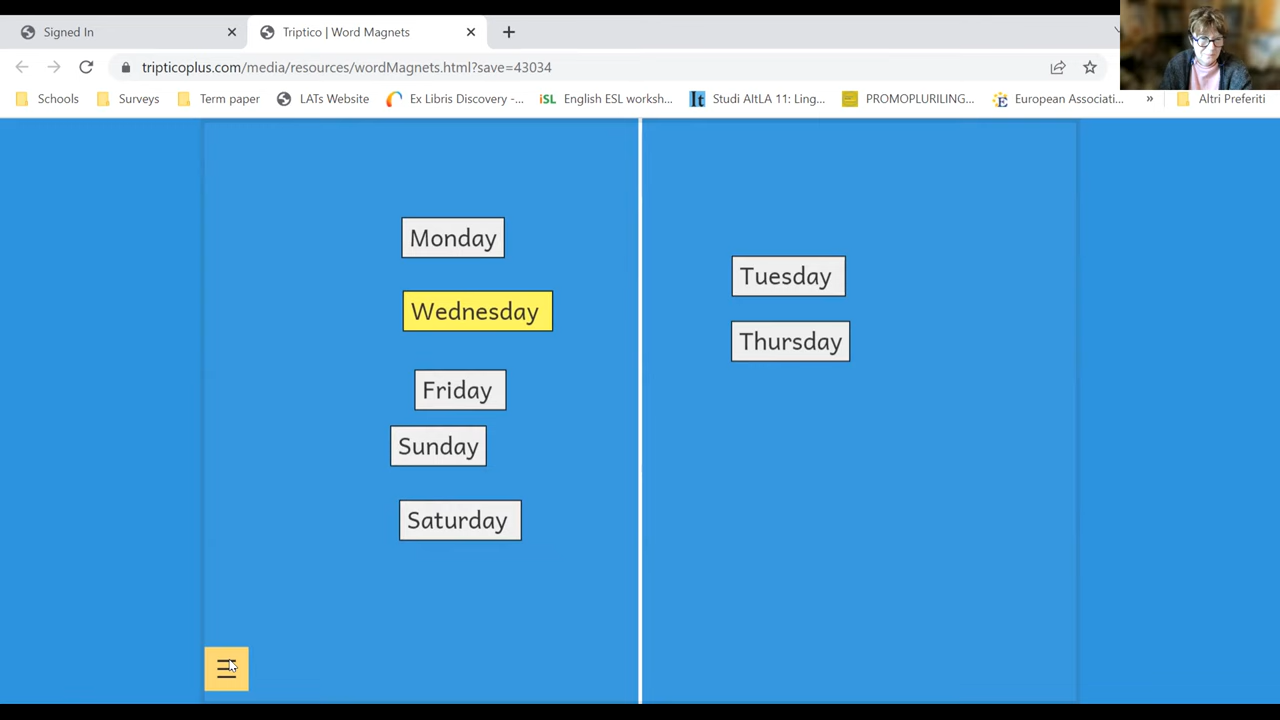 Signed In
Triptico | Word Magnets
tripticoplus.com/media/resources/wordMagnets.html?save=43034
Schools
Surveys
Term paper
LATs Website
Ex Libris Discovery -...
iSL English ESL worksh...
It Studi AItLA 11: Ling...
PROMOPLURILING...
European Associati...
»
Altri Preferiti
Monday
Wednesday
Friday
Sunday
Saturday
Tuesday
Thursday